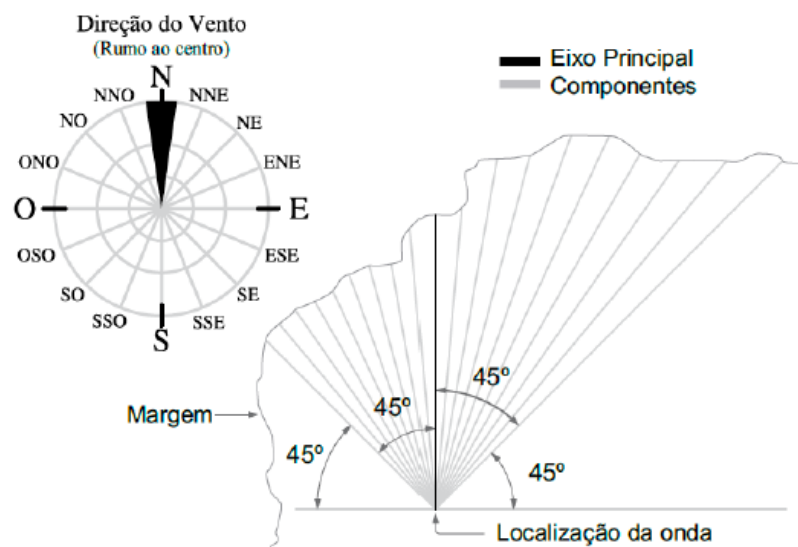 Direção do Vento
(Rumo ao centro)
N
NNO
NNE
NO
NE
ONO
ENE
O
E
OSO
ESE
SO
SE
SSO
SSE
S
Eixo Principal
Componentes
45º
45º
45º
45º
Margem
Localização da onda